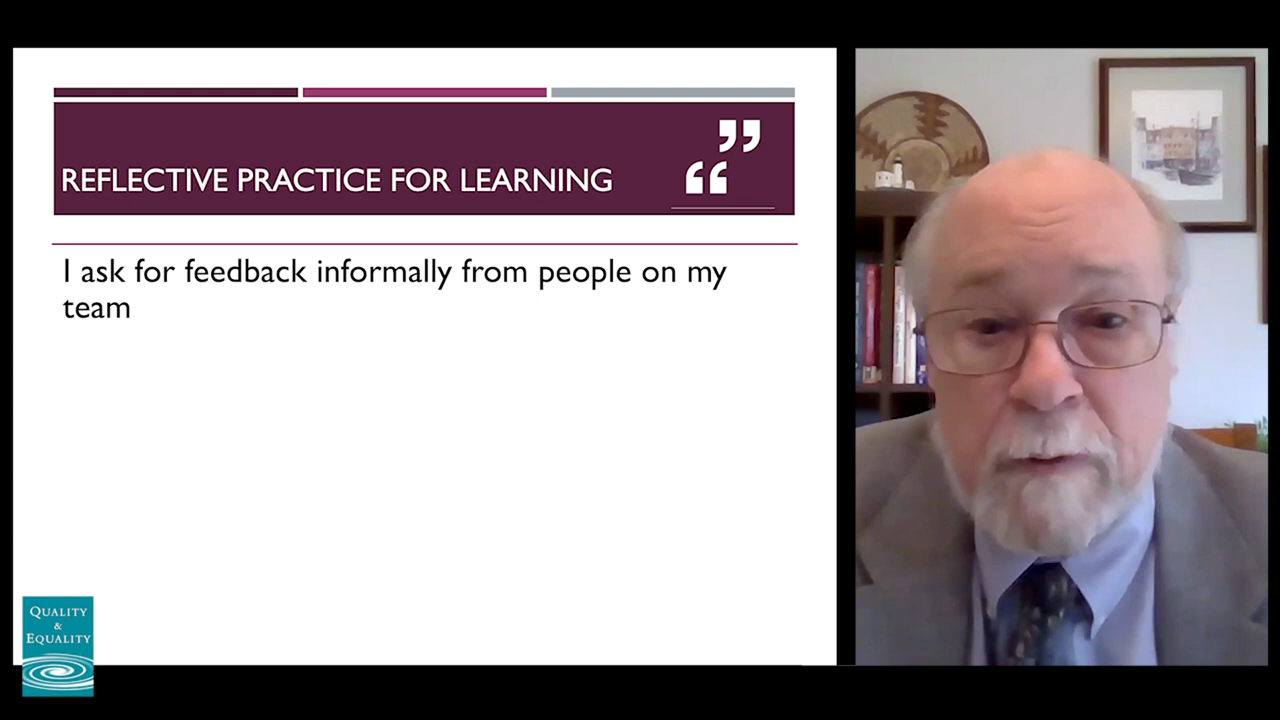 REFLECTIVE PRACTICE FOR LEARNING
”
“
I ask for feedback informally from people on my
team
QUALITY
&
EQUALITY